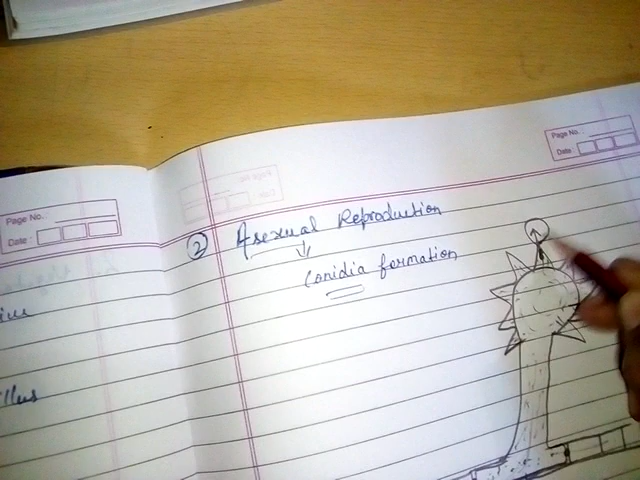 Page No.:
Date:
Page No.:
Date:
② Asexual Reproduction
↓
Conidia formation